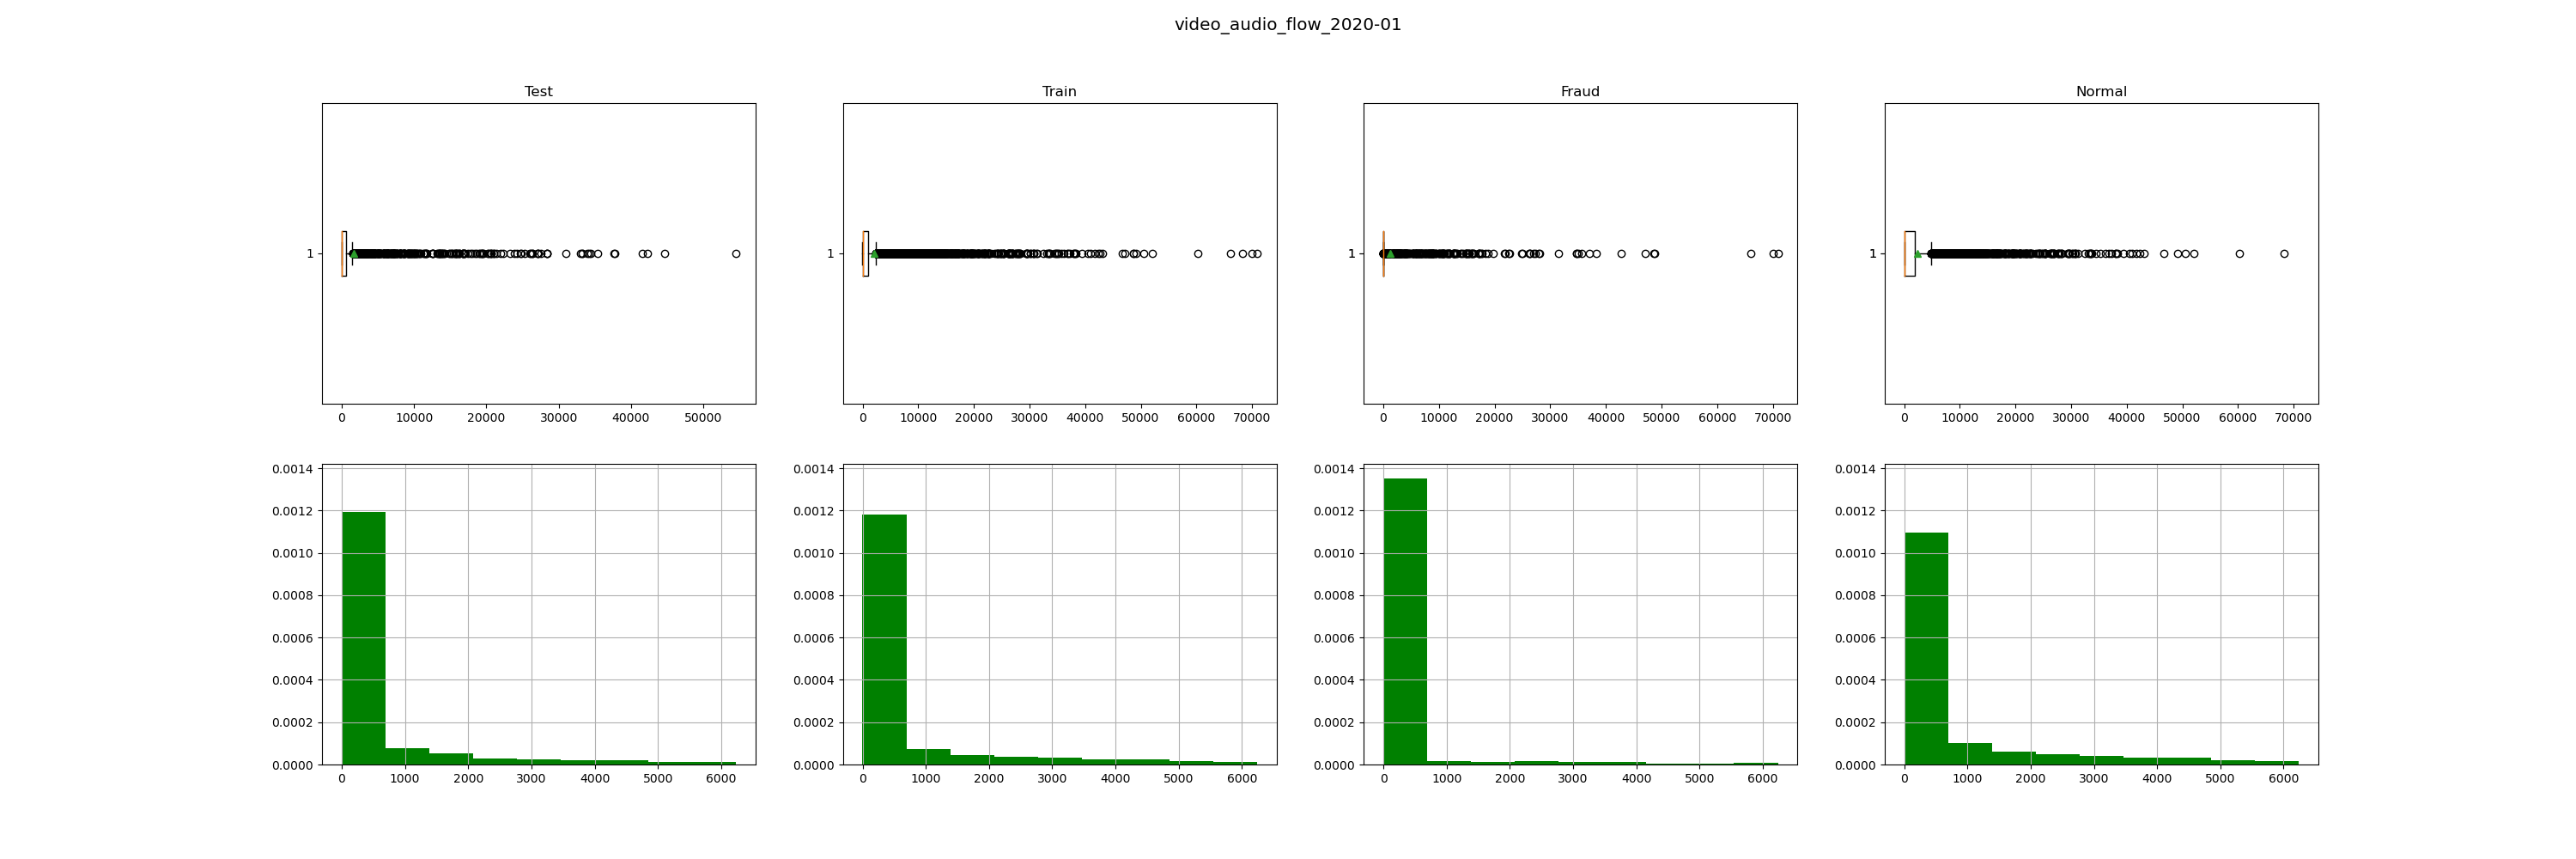 video_audio_flow_2020-01
Test Train Fraud Normal
1 1 1 1
0 10000 20000 30000 40000 50000 0 10000 20000 30000 40000 50000 60000 70000 0 10000 20000 30000 40000 50000 60000 70000 0 10000 20000 30000 40000 50000 60000 70000
0.0014 0.0014 0.0014 0.0014
0.0012 0.0012 0.0012 0.0012
0.0010 0.0010 0.0010 0.0010
0.0008 0.0008 0.0008 0.0008
0.0006 0.0006 0.0006 0.0006
0.0004 0.0004 0.0004 0.0004
0.0002 0.0002 0.0002 0.0002
0.0000 0.0000 0.0000 0.0000
0 1000 2000 3000 4000 5000 6000 0 1000 2000 3000 4000 5000 6000 0 1000 2000 3000 4000 5000 6000 0 1000 2000 3000 4000 5000 6000